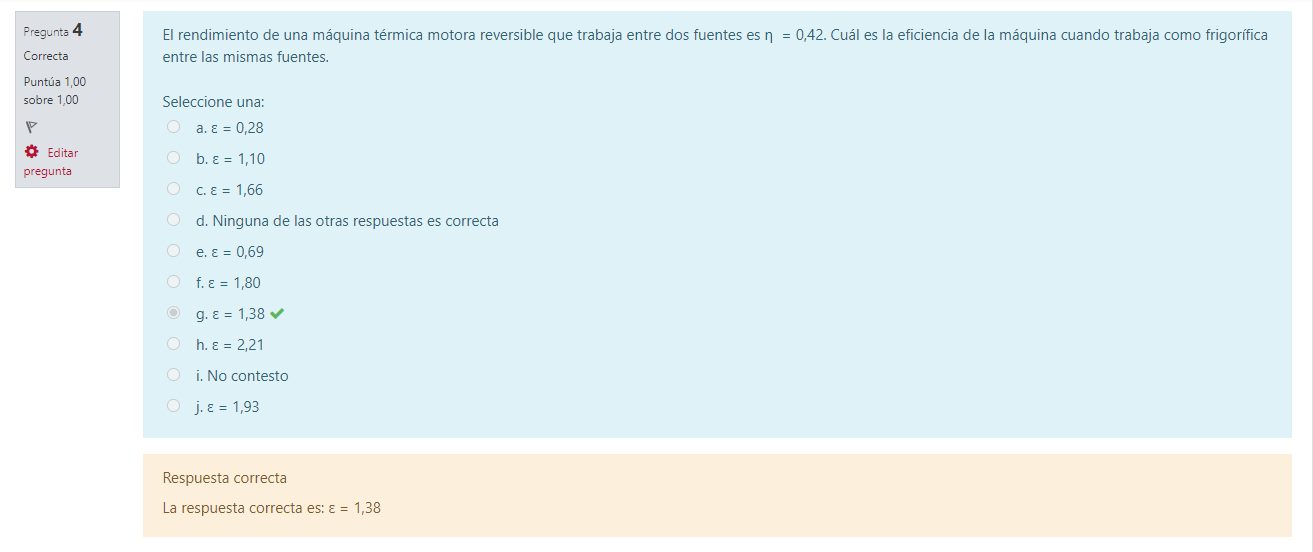 Pregunta 4
Correcta
Puntúa 1,00
sobre 1,00
Editar
pregunta
El rendimiento de una máquina térmica motora reversible que trabaja entre dos fuentes es η = 0,42. Cuál es la eficiencia de la máquina cuando trabaja como frigorífica
entre las mismas fuentes.
Seleccione una:
a. ε = 0,28
b. ε = 1,10
c. ε = 1,66
d. Ninguna de las otras respuestas es correcta
e. ε = 0,69
f. ε = 1,80
g. ε = 1,38
h. ε = 2,21
i. No contesto
j. ε = 1,93
Respuesta correcta
La respuesta correcta es: ε = 1,38